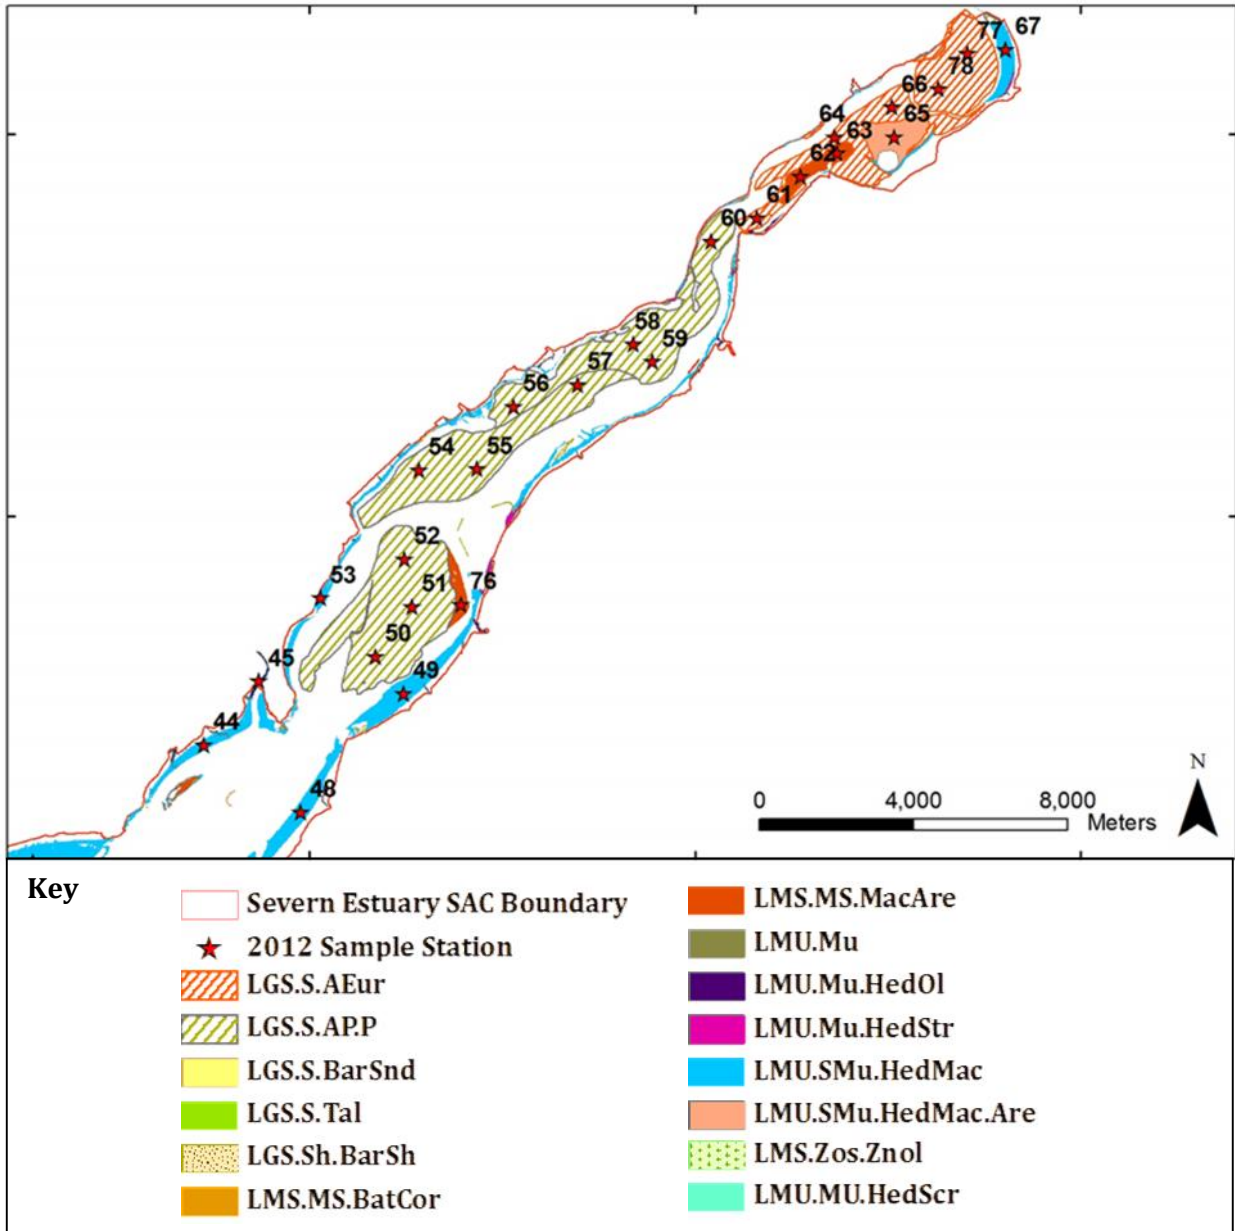 77 67
78
66
65
64
63
62
61
60
58
59
57
56
54 55
52
53
51 76
50
45 49
44
48
N
0 4,000 8,000
Meters
Key
Severn Estuary SAC Boundary
2012 Sample Station
LGS.S.AEur
LGS.S.AP.P
LGS.S.BarSnd
LGS.S.Tal
LGS.Sh.BarSh
LMS.MS.BatCor
LMS.MS.MacAre
LMU.Mu
LMU.Mu.HedOl
LMU.Mu.HedStr
LMU.SMu.HedMac
LMU.SMu.HedMac.Are
LMS.Zos.Znol
LMU.MU.HedScr